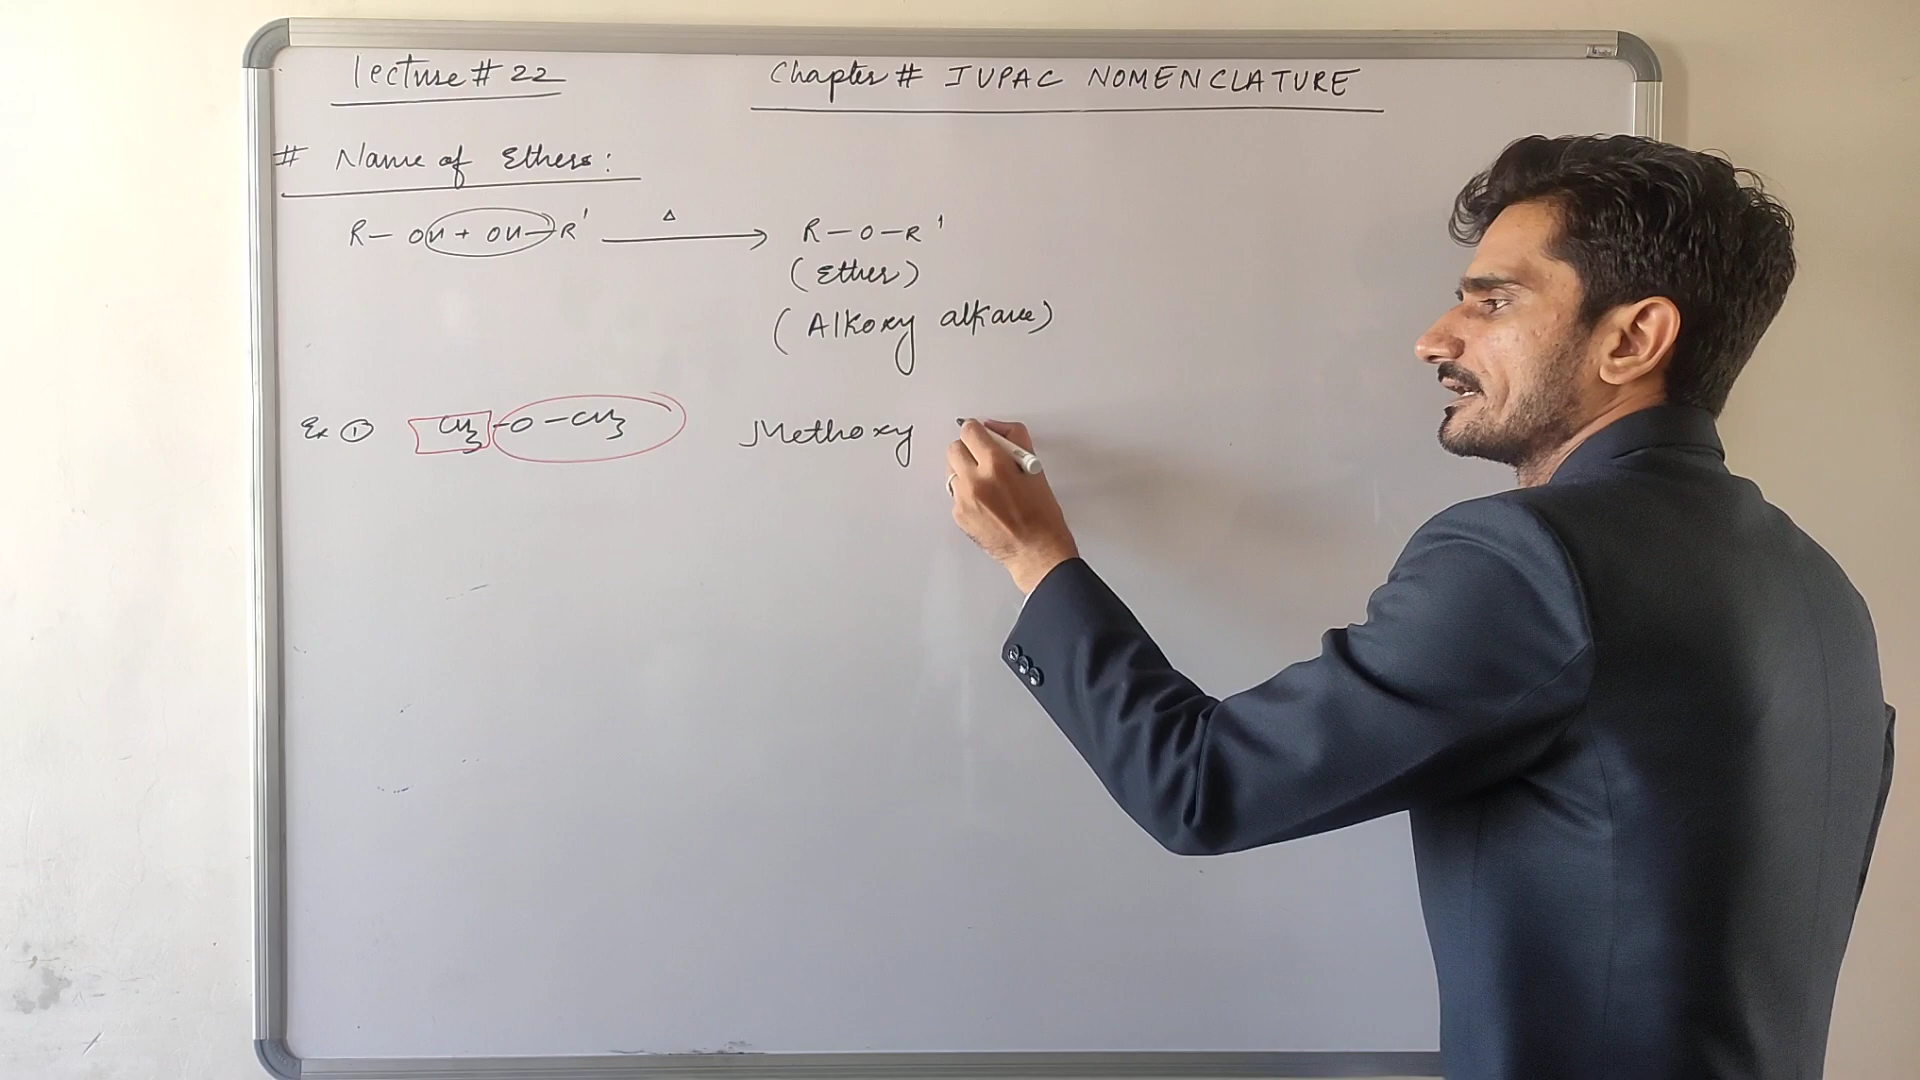 Lecture # 22
Chapter # IUPAC NOMENCLATURE
# Name of Ethers:
R – OH + OH – R' Δ → R – O – R'
(Ether)
(Alkoxy alkane)
Ex ① CH3 – O – CH3 Methoxy